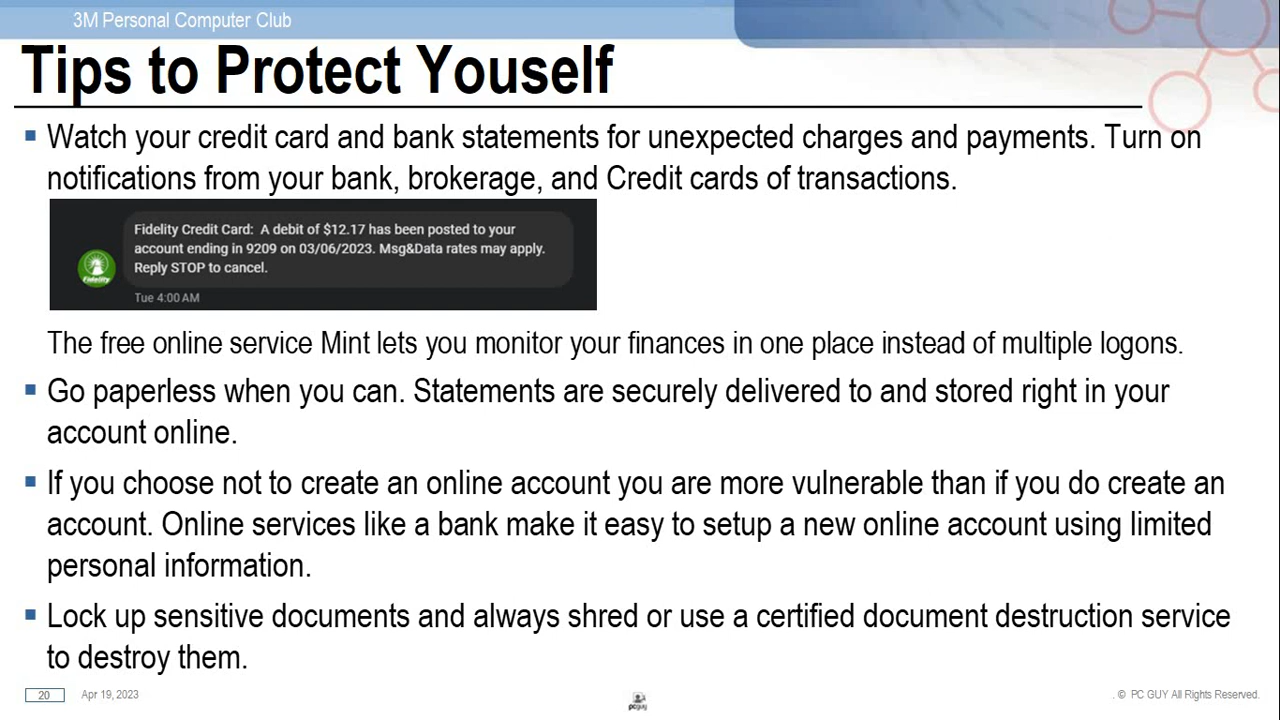 3M Personal Computer Club
Tips to Protect Youself
Watch your credit card and bank statements for unexpected charges and payments. Turn on
notifications from your bank, brokerage, and Credit cards of transactions.
Fidelity Credit Card: A debit of $12.17 has been posted to your
account ending in 9209 on 03/06/2023. Msg&Data rates may apply.
Reply STOP to cancel.
Fidelity
Tue 4:00 AM
The free online service Mint lets you monitor your finances in one place instead of multiple logons.
Go paperless when you can. Statements are securely delivered to and stored right in your
account online.
If you choose not to create an online account you are more vulnerable than if you do create an
account. Online services like a bank make it easy to setup a new online account using limited
personal information.
Lock up sensitive documents and always shred or use a certified document destruction service
to destroy them.
20
Apr 19, 2023
pcguy
. © PC GUY All Rights Reserved.